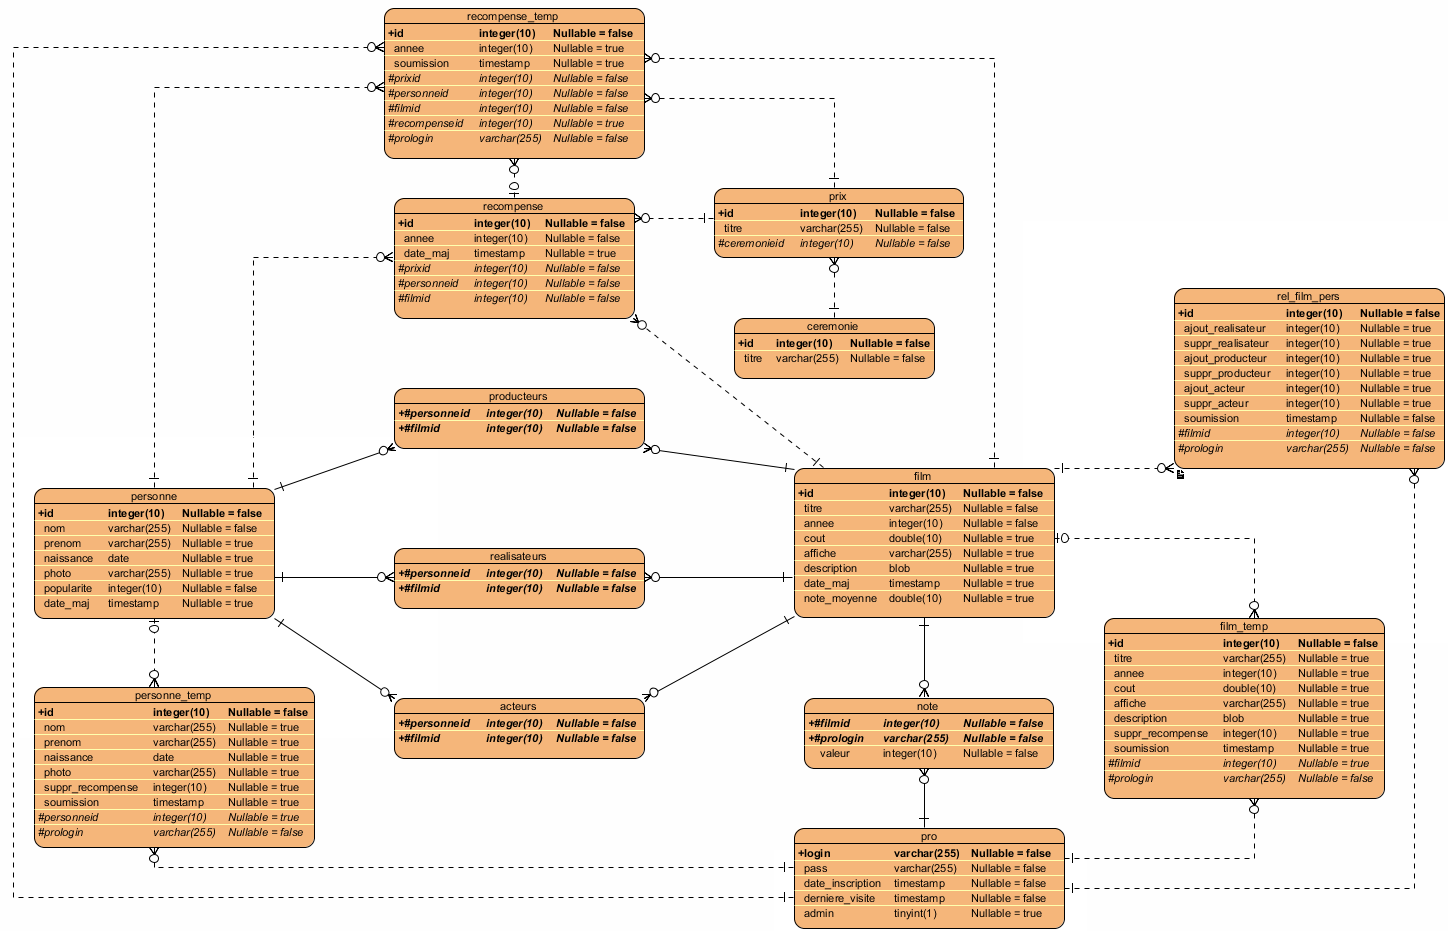 recompense_temp
+id integer(10) Nullable = false
annee integer(10) Nullable = true
soumission timestamp Nullable = true
#prixid integer(10) Nullable = false
#personneid integer(10) Nullable = false
#filmid integer(10) Nullable = false
#recompenseid integer(10) Nullable = true
#prologin varchar(255) Nullable = false
recompense
+id integer(10) Nullable = false
annee integer(10) Nullable = false
date_maj timestamp Nullable = true
#prixid integer(10) Nullable = false
#personneid integer(10) Nullable = false
#filmid integer(10) Nullable = false
prix
+id integer(10) Nullable = false
titre varchar(255) Nullable = false
#ceremonieid integer(10) Nullable = false
ceremonie
+id integer(10) Nullable = false
titre varchar(255) Nullable = false
rel_film_pers
+id integer(10) Nullable = false
ajout_realisateur integer(10) Nullable = true
suppr_realisateur integer(10) Nullable = true
ajout_producteur integer(10) Nullable = true
suppr_producteur integer(10) Nullable = true
ajout_acteur integer(10) Nullable = true
suppr_acteur integer(10) Nullable = true
soumission timestamp Nullable = false
#filmid integer(10) Nullable = false
#prologin varchar(255) Nullable = false
producteurs
+#personneid integer(10) Nullable = false
+#filmid integer(10) Nullable = false
personne
+id integer(10) Nullable = false
nom varchar(255) Nullable = false
prenom varchar(255) Nullable = true
naissance date Nullable = true
photo varchar(255) Nullable = true
popularite integer(10) Nullable = false
date_maj timestamp Nullable = true
realisateurs
+#personneid integer(10) Nullable = false
+#filmid integer(10) Nullable = false
film
+id integer(10) Nullable = false
titre varchar(255) Nullable = false
annee integer(10) Nullable = false
cout double(10) Nullable = true
affiche varchar(255) Nullable = true
description blob Nullable = true
date_maj timestamp Nullable = true
note_moyenne double(10) Nullable = true
film_temp
+id integer(10) Nullable = false
titre varchar(255) Nullable = true
annee integer(10) Nullable = true
cout double(10) Nullable = true
affiche varchar(255) Nullable = true
description blob Nullable = true
suppr_recompense integer(10) Nullable = true
soumission timestamp Nullable = true
#filmid integer(10) Nullable = true
#prologin varchar(255) Nullable = false
personne_temp
+id integer(10) Nullable = false
nom varchar(255) Nullable = true
prenom varchar(255) Nullable = true
naissance date Nullable = true
photo varchar(255) Nullable = true
suppr_recompense integer(10) Nullable = true
soumission timestamp Nullable = true
#personneid integer(10) Nullable = true
#prologin varchar(255) Nullable = false
acteurs
+#personneid integer(10) Nullable = false
+#filmid integer(10) Nullable = false
note
+#filmid integer(10) Nullable = false
+#prologin varchar(255) Nullable = false
valeur integer(10) Nullable = false
pro
+login varchar(255) Nullable = false
pass varchar(255) Nullable = false
date_inscription timestamp Nullable = false
derniere_visite timestamp Nullable = false
admin tinyint(1) Nullable = true